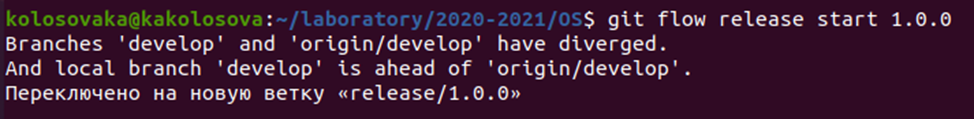 kolosovaka@kakolosova:~/laboratory/2020-2021/OS$ git flow release start 1.0.0
Branches 'develop' and 'origin/develop' have diverged.
And local branch 'develop' is ahead of 'origin/develop'.
Переключено на новую ветку «release/1.0.0»